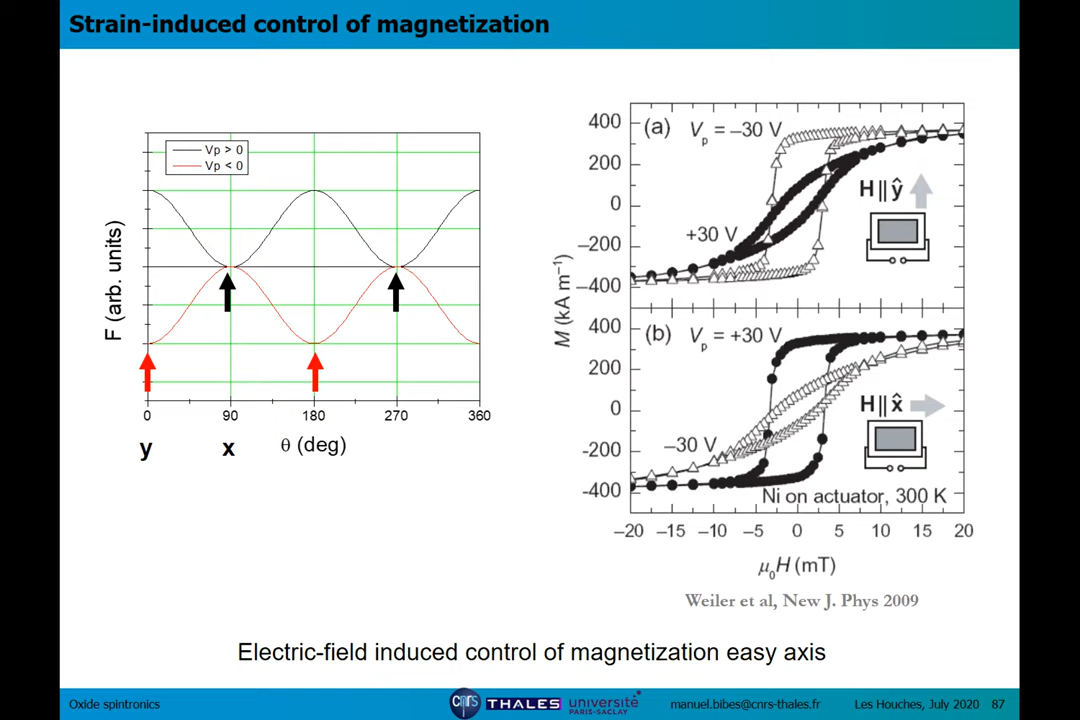 Strain-induced control of magnetization
Vp > 0
Vp < 0
F (arb. units)
0 90 180 270 360
y x θ (deg)
(a) Vp = –30 V
+30 V
H || ŷ
400
200
0
–200
–400
M (kA m⁻¹)
(b) Vp = +30 V
–30 V
H || x̂
Ni on actuator, 300 K
400
200
0
-200
-400
–20 –15 –10 –5 0 5 10 15 20
μ0H (mT)
Weiler et al, New J. Phys 2009
Electric-field induced control of magnetization easy axis
Oxide spintronics
cnrs THALES université PARIS-SACLAY
manuel.bibes@cnrs-thales.fr
Les Houches, July 2020 87